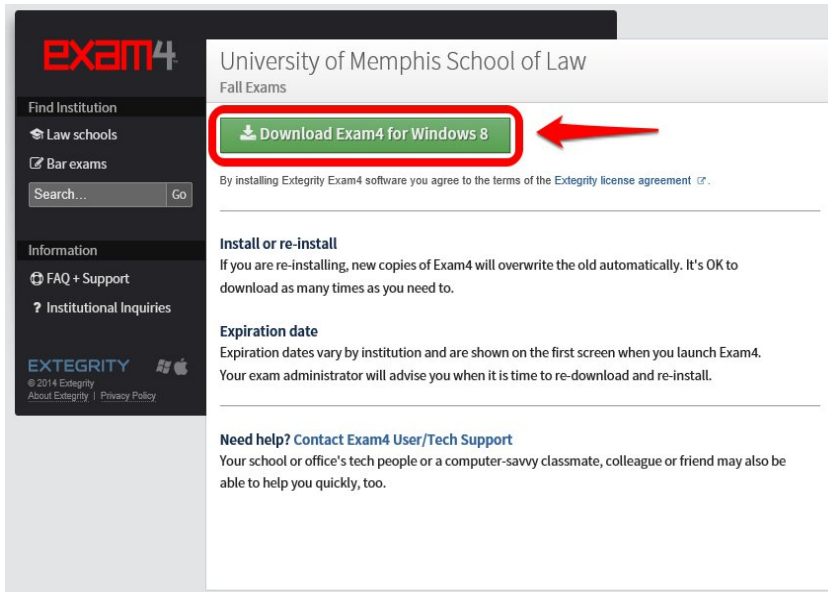 exam4
Find Institution
Law schools
Bar exams
Search... Go
Information
FAQ + Support
? Institutional Inquiries
EXTEGRITY
© 2014 Extegrity
About Extegrity | Privacy Policy
University of Memphis School of Law
Fall Exams
Download Exam4 for Windows 8
By installing Extegrity Exam4 software you agree to the terms of the Extegrity license agreement .
Install or re-install
If you are re-installing, new copies of Exam4 will overwrite the old automatically. It's OK to
download as many times as you need to.
Expiration date
Expiration dates vary by institution and are shown on the first screen when you launch Exam4.
Your exam administrator will advise you when it is time to re-download and re-install.
Need help? Contact Exam4 User/Tech Support
Your school or office's tech people or a computer-savvy classmate, colleague or friend may also be
able to help you quickly, too.